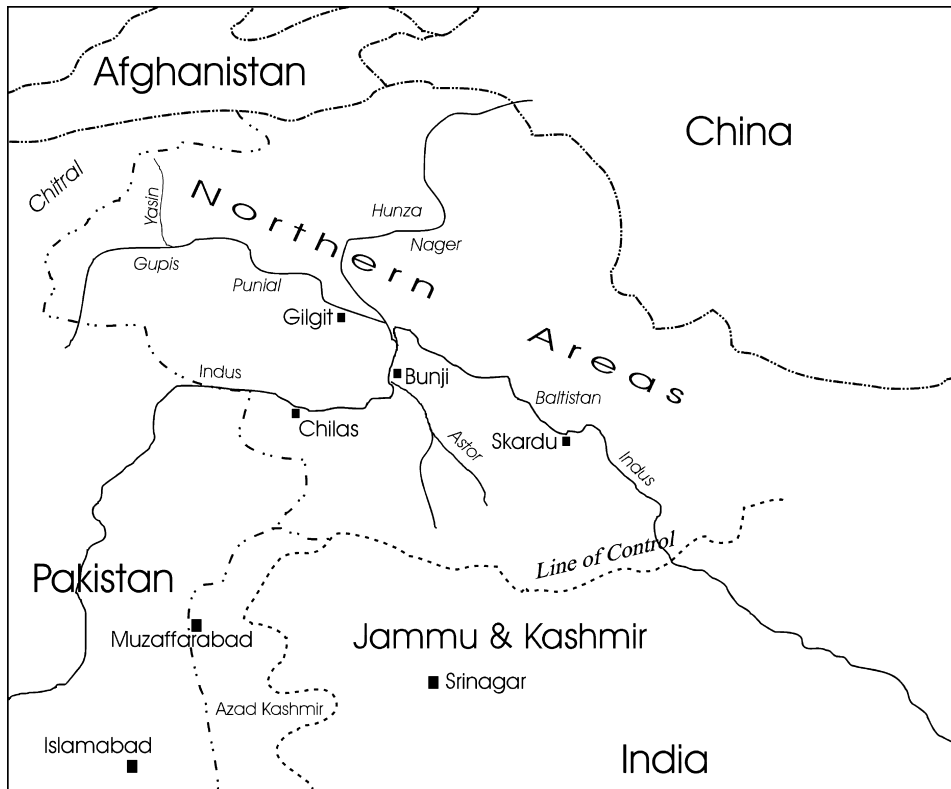 Afghanistan
China
Chitral
Yasin
Northern
Hunza
Nager
Gupis
Punial
Gilgit
Areas
Indus
Bunji
Baltistan
Chilas
Astor
Skardu
Indus
Line of Control
Pakistan
Muzaffarabad
Jammu & Kashmir
Srinagar
Azad Kashmir
Islamabad
India